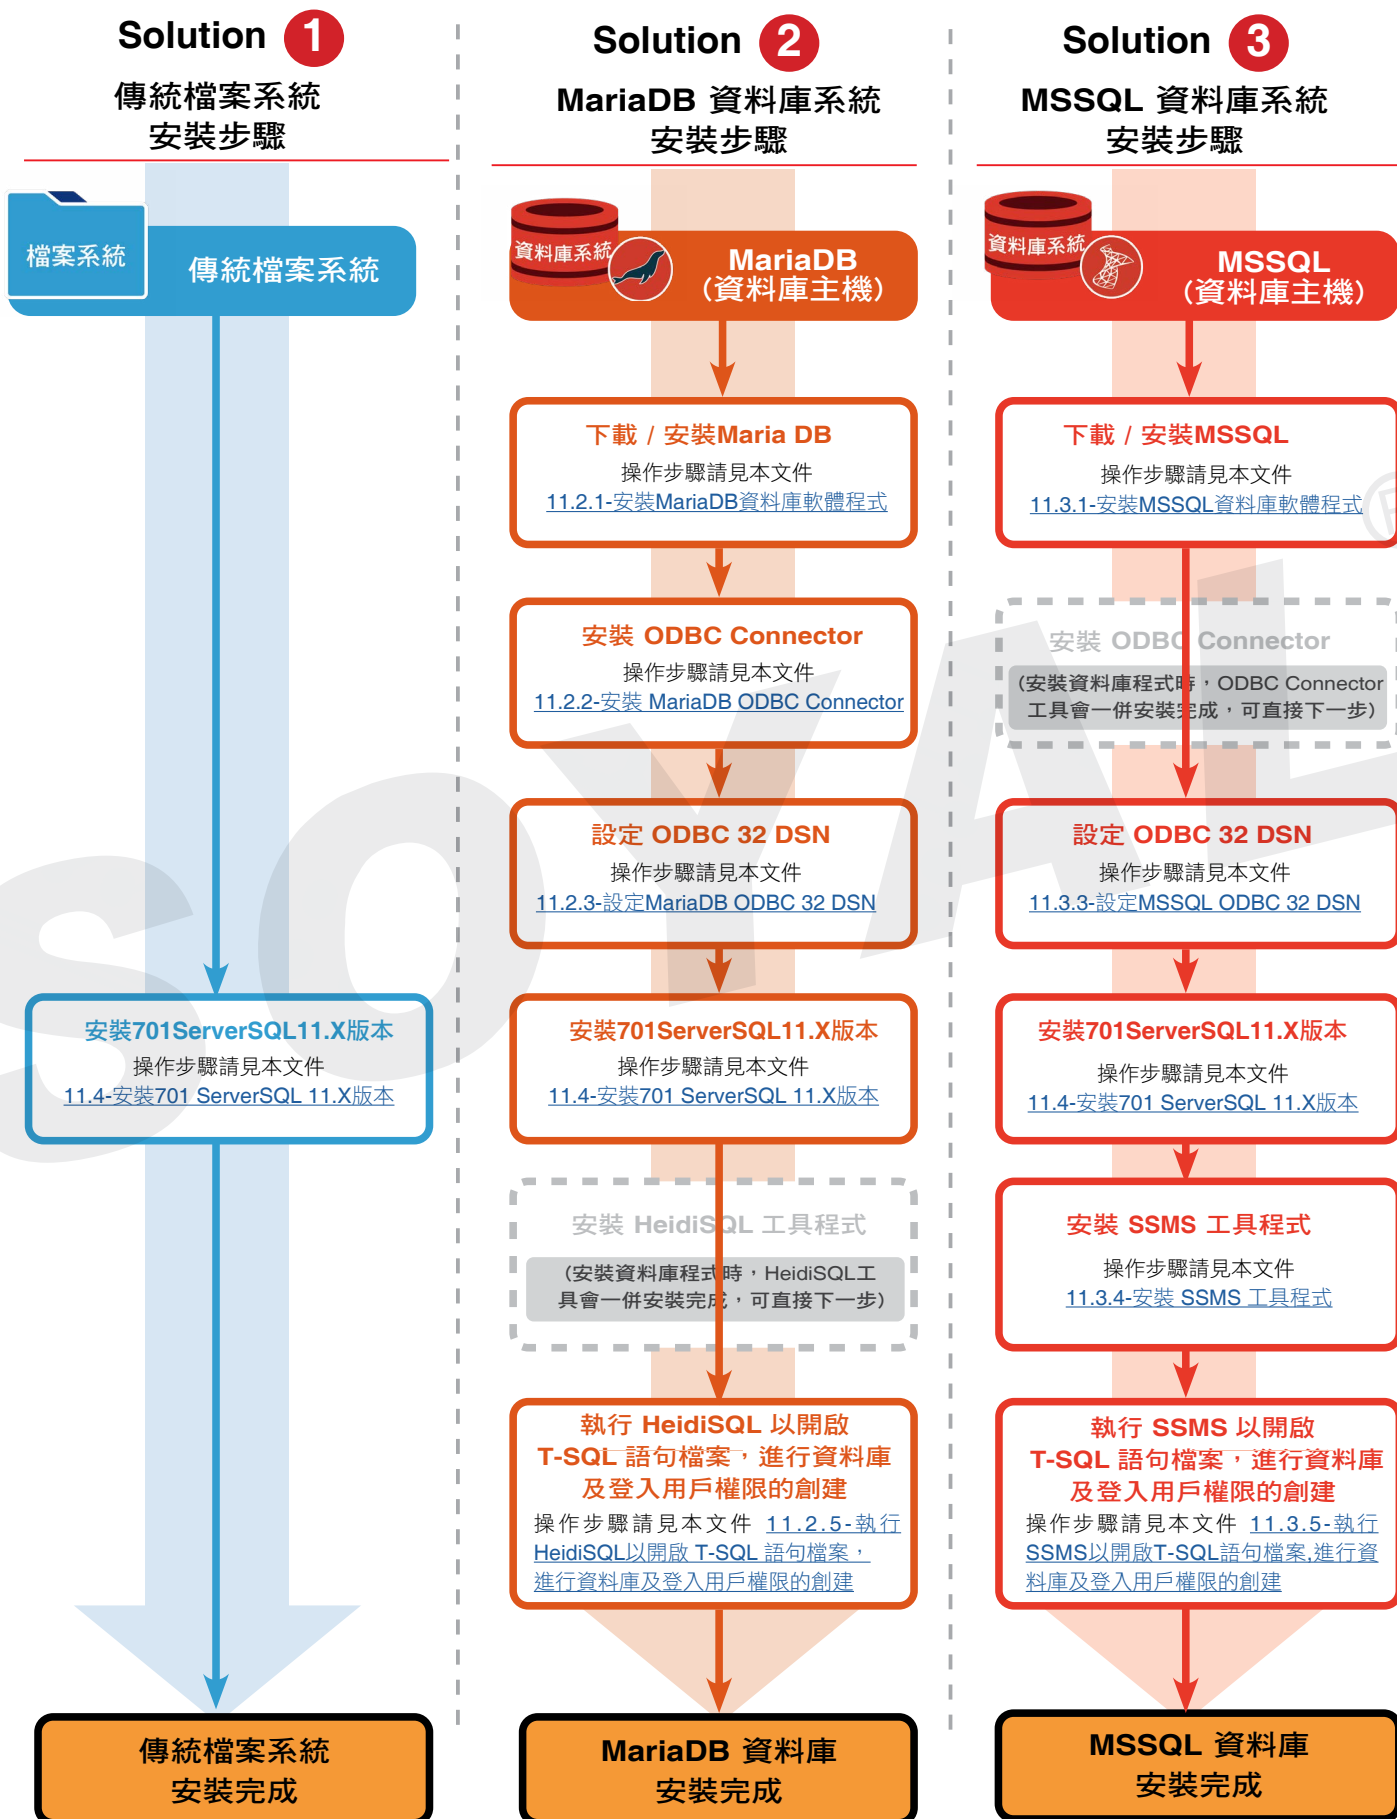 Solution 1
傳統檔案系統
安裝步驟
檔案系統
傳統檔案系統
安裝701ServerSQL11.X版本
操作步驟請見本文件
11.4-安裝701 ServerSQL 11.X版本
傳統檔案系統
安裝完成
Solution 2
MariaDB 資料庫系統
安裝步驟
資料庫系統
MariaDB
(資料庫主機)
下載 / 安裝Maria DB
操作步驟請見本文件
11.2.1-安裝MariaDB資料庫軟體程式
安裝 ODBC Connector
操作步驟請見本文件
11.2.2-安裝 MariaDB ODBC Connector
設定 ODBC 32 DSN
操作步驟請見本文件
11.2.3-設定MariaDB ODBC 32 DSN
安裝701ServerSQL11.X版本
操作步驟請見本文件
11.4-安裝701 ServerSQL 11.X版本
安裝 HeidiSQL 工具程式
(安裝資料庫程式時，HeidiSQL工
具會一併安裝完成，可直接下一步)
執行 HeidiSQL 以開啟
T-SQL 語句檔案，進行資料庫
及登入用戶權限的創建
操作步驟請見本文件 11.2.5-執行
HeidiSQL以開啟 T-SQL 語句檔案，
進行資料庫及登入用戶權限的創建
MariaDB 資料庫
安裝完成
Solution 3
MSSQL 資料庫系統
安裝步驟
資料庫系統
MSSQL
(資料庫主機)
下載 / 安裝MSSQL
操作步驟請見本文件
11.3.1-安裝MSSQL資料庫軟體程式
安裝 ODBC Connector
(安裝資料庫程式時，ODBC Connector
工具會一併安裝完成，可直接下一步)
設定 ODBC 32 DSN
操作步驟請見本文件
11.3.3-設定MSSQL ODBC 32 DSN
安裝701ServerSQL11.X版本
操作步驟請見本文件
11.4-安裝701 ServerSQL 11.X版本
安裝 SSMS 工具程式
操作步驟請見本文件
11.3.4-安裝 SSMS 工具程式
執行 SSMS 以開啟
T-SQL 語句檔案，進行資料庫
及登入用戶權限的創建
操作步驟請見本文件 11.3.5-執行
SSMS以開啟T-SQL語句檔案,進行資
料庫及登入用戶權限的創建
MSSQL 資料庫
安裝完成
SOYAL®